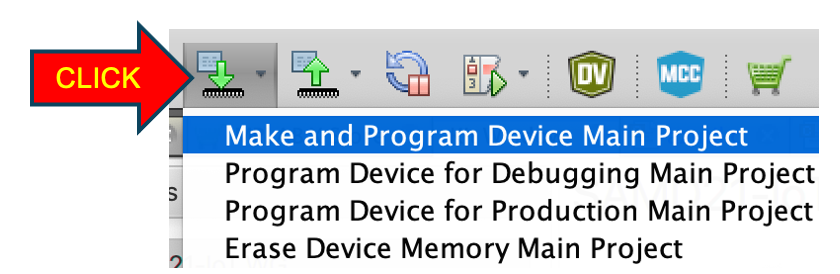 CLICK
DV
MCC
Make and Program Device Main Project
Program Device for Debugging Main Project
Program Device for Production Main Project
Erase Device Memory Main Project